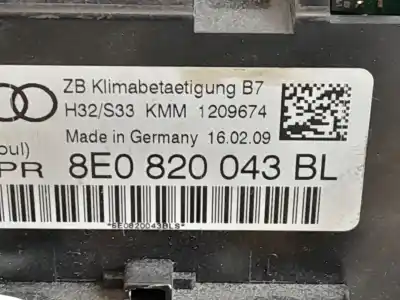 ZB Klimabetaetigung B7
H32/S33 KMM 1209674
Made in Germany 16.02.09
oul)
PR 8E0 820 043 BL
*8E0820043BLS*